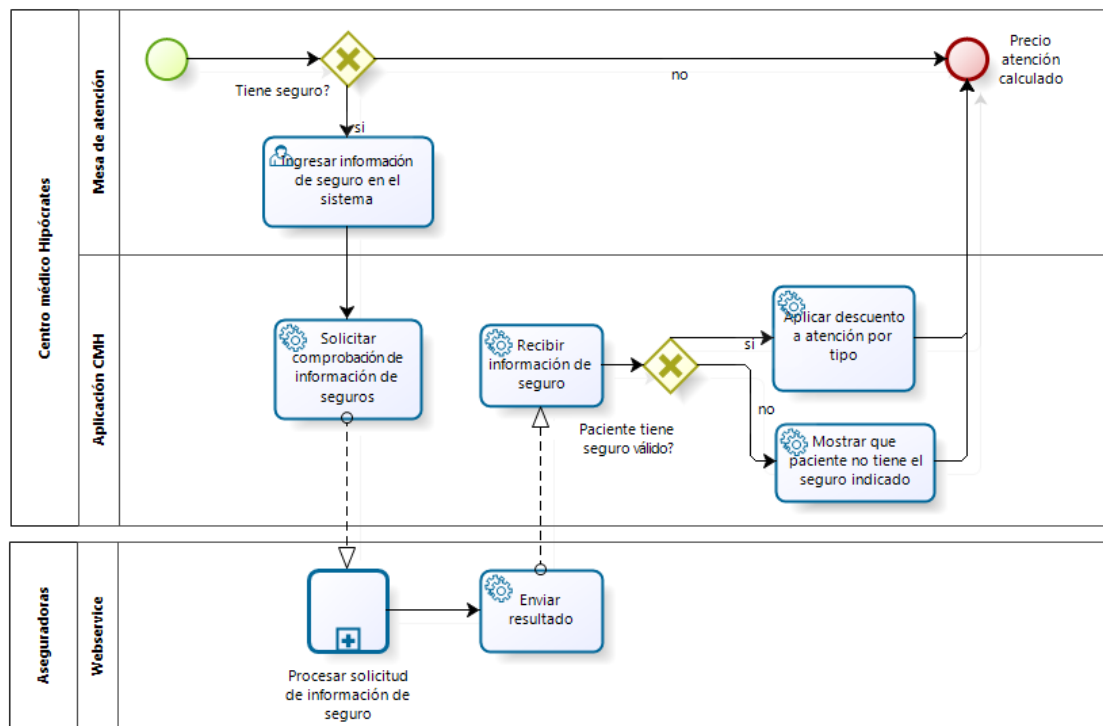 Centro médico Hipócrates
Mesa de atención
Tiene seguro?
no
Precio
atención
calculado
si
Ingresar información
de seguro en el
sistema
Aplicación CMH
Solicitar
comprobación de
información de
seguros
Recibir
información de
seguro
Paciente tiene
seguro válido?
si
Aplicar descuento
a atención por
tipo
no
Mostrar que
paciente no tiene el
seguro indicado
Aseguradoras
Webservice
Procesar solicitud
de información de
seguro
Enviar
resultado